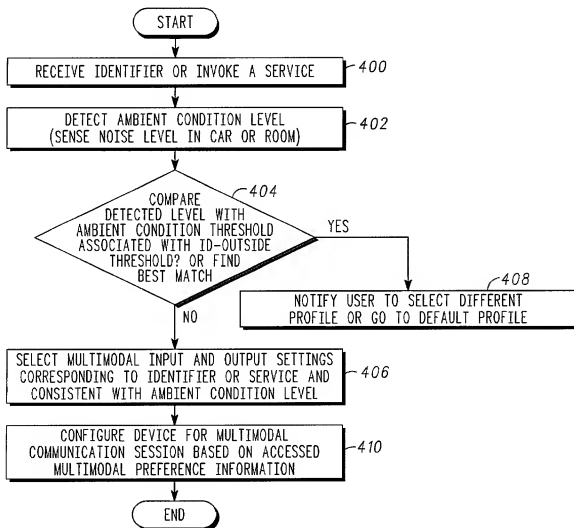 START
RECEIVE IDENTIFIER OR INVOKE A SERVICE
400
DETECT AMBIENT CONDITION LEVEL
(SENSE NOISE LEVEL IN CAR OR ROOM)
402
404
COMPARE
DETECTED LEVEL WITH
AMBIENT CONDITION THRESHOLD
ASSOCIATED WITH ID-OUTSIDE
THRESHOLD? OR FIND
BEST MATCH
YES
408
NOTIFY USER TO SELECT DIFFERENT
PROFILE OR GO TO DEFAULT PROFILE
NO
SELECT MULTIMODAL INPUT AND OUTPUT SETTINGS
CORRESPONDING TO IDENTIFIER OR SERVICE AND
CONSISTENT WITH AMBIENT CONDITION LEVEL
406
CONFIGURE DEVICE FOR MULTIMODAL
COMMUNICATION SESSION BASED ON ACCESSED
MULTIMODAL PREFERENCE INFORMATION
410
END